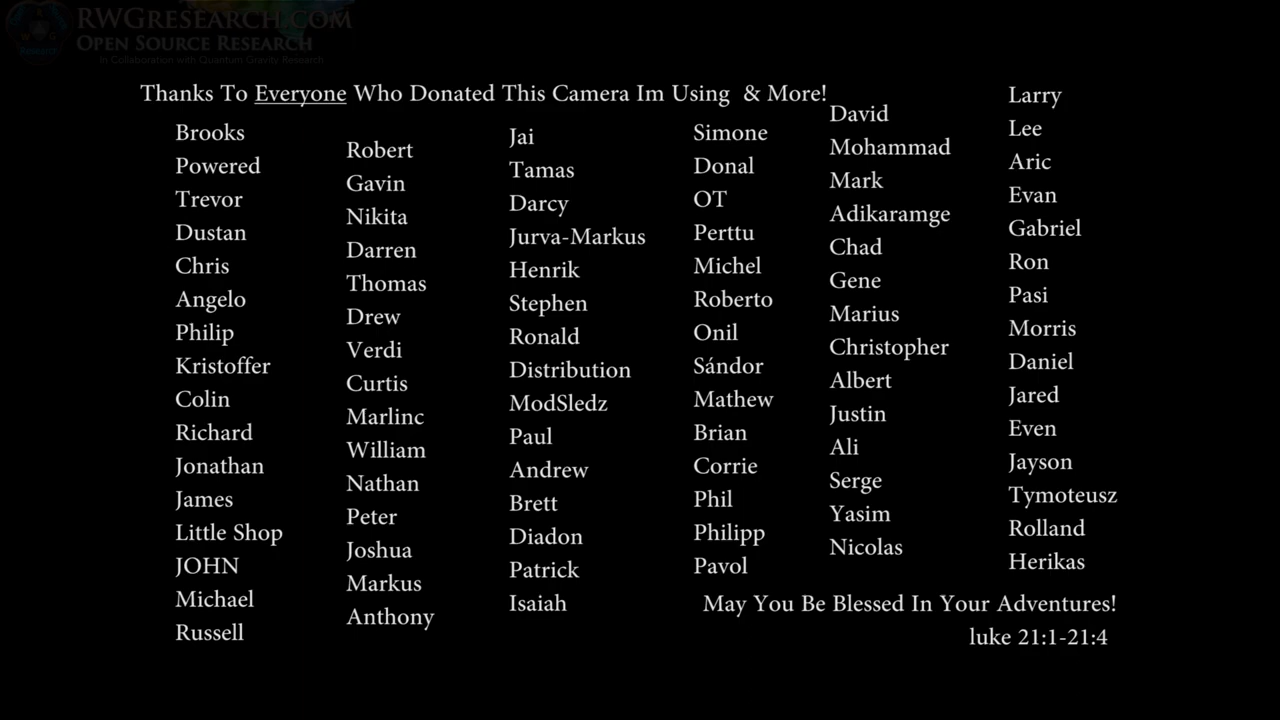 RWGRESEARCH.COM
OPEN SOURCE RESEARCH
In Collaboration with Quantum Gravity Research
Thanks To Everyone Who Donated This Camera Im Using & More!
Brooks
Powered
Trevor
Dustan
Chris
Angelo
Philip
Kristoffer
Colin
Richard
Jonathan
James
Little Shop
JOHN
Michael
Russell
Robert
Gavin
Nikita
Darren
Thomas
Drew
Verdi
Curtis
Marlinc
William
Nathan
Peter
Joshua
Markus
Anthony
Jai
Tamas
Darcy
Jurva-Markus
Henrik
Stephen
Ronald
Distribution
ModSledz
Paul
Andrew
Brett
Diadon
Patrick
Isaiah
Simone
Donal
OT
Perttu
Michel
Roberto
Onil
Sándor
Mathew
Brian
Corrie
Phil
Philipp
Pavol
David
Mohammad
Mark
Adikaramge
Chad
Gene
Marius
Christopher
Albert
Justin
Ali
Serge
Yasim
Nicolas
Larry
Lee
Aric
Evan
Gabriel
Ron
Pasi
Morris
Daniel
Jared
Even
Jayson
Tymoteusz
Rolland
Herikas
May You Be Blessed In Your Adventures!
luke 21:1-21:4